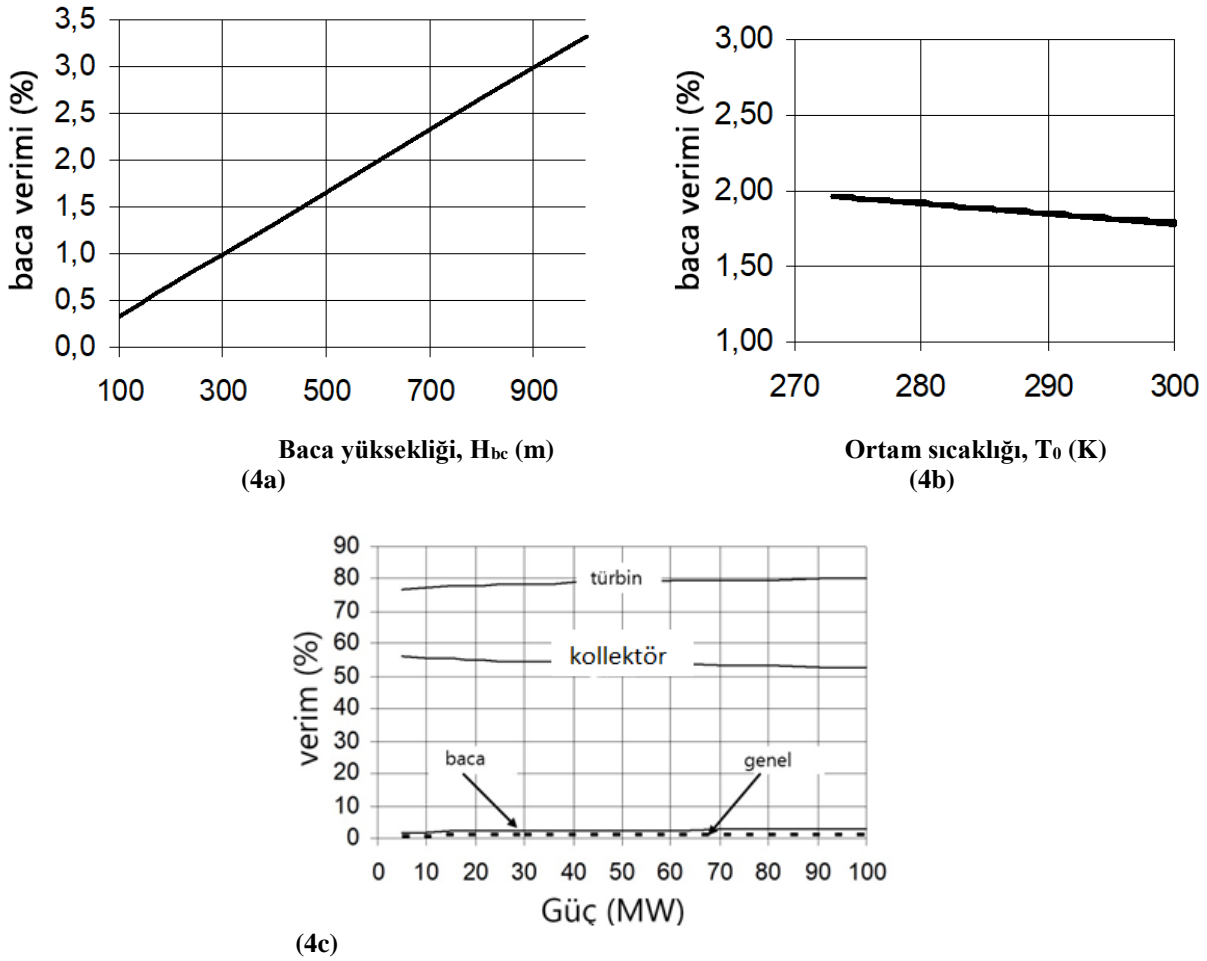 baca verimi (%)
3,5
3,0
2,5
2,0
1,5
1,0
0,5
0,0
100 300 500 700 900
Baca yüksekliği, Hbc (m)
(4a)
baca verimi (%)
3,00
2,50
2,00
1,50
1,00
270 280 290 300
Ortam sıcaklığı, T0 (K)
(4b)
verim (%)
90
80
70
60
50
40
30
20
10
0
türbin
kollektör
baca
genel
0 10 20 30 40 50 60 70 80 90 100
Güç (MW)
(4c)